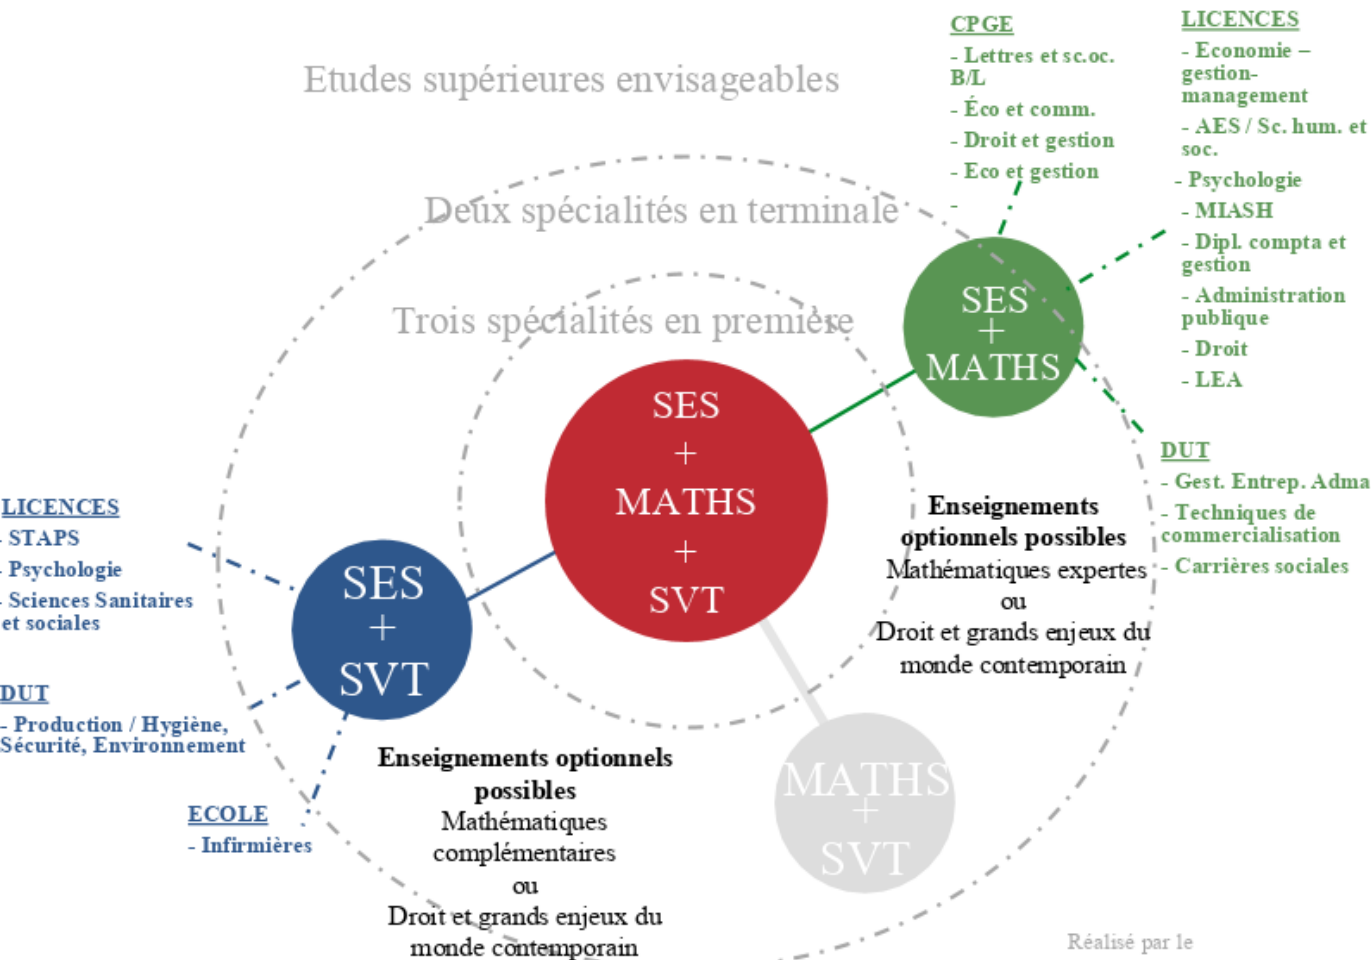 Etudes supérieures envisageables
Deux spécialités en terminale
Trois spécialités en première
CPGE
- Lettres et sc.oc.
B/L
- Éco et comm.
- Droit et gestion
- Eco et gestion
-
LICENCES
- Economie –
gestion-
management
- AES / Sc. hum. et
soc.
- Psychologie
- MIASH
- Dipl. compta et
gestion
- Administration
publique
- Droit
- LEA
SES
+
MATHS
SES
+
MATHS
+
SVT
DUT
- Gest. Entrep. Adma
- Techniques de
commercialisation
- Carrières sociales
Enseignements
optionnels possibles
Mathématiques expertes
ou
Droit et grands enjeux du
monde contemporain
LICENCES
- STAPS
- Psychologie
- Sciences Sanitaires
et sociales
SES
+
SVT
DUT
- Production / Hygiène,
Sécurité, Environnement
ECOLE
- Infirmières
Enseignements optionnels
possibles
Mathématiques
complémentaires
ou
Droit et grands enjeux du
monde contemporain
MATHS
+
SVT
Réalisé par le